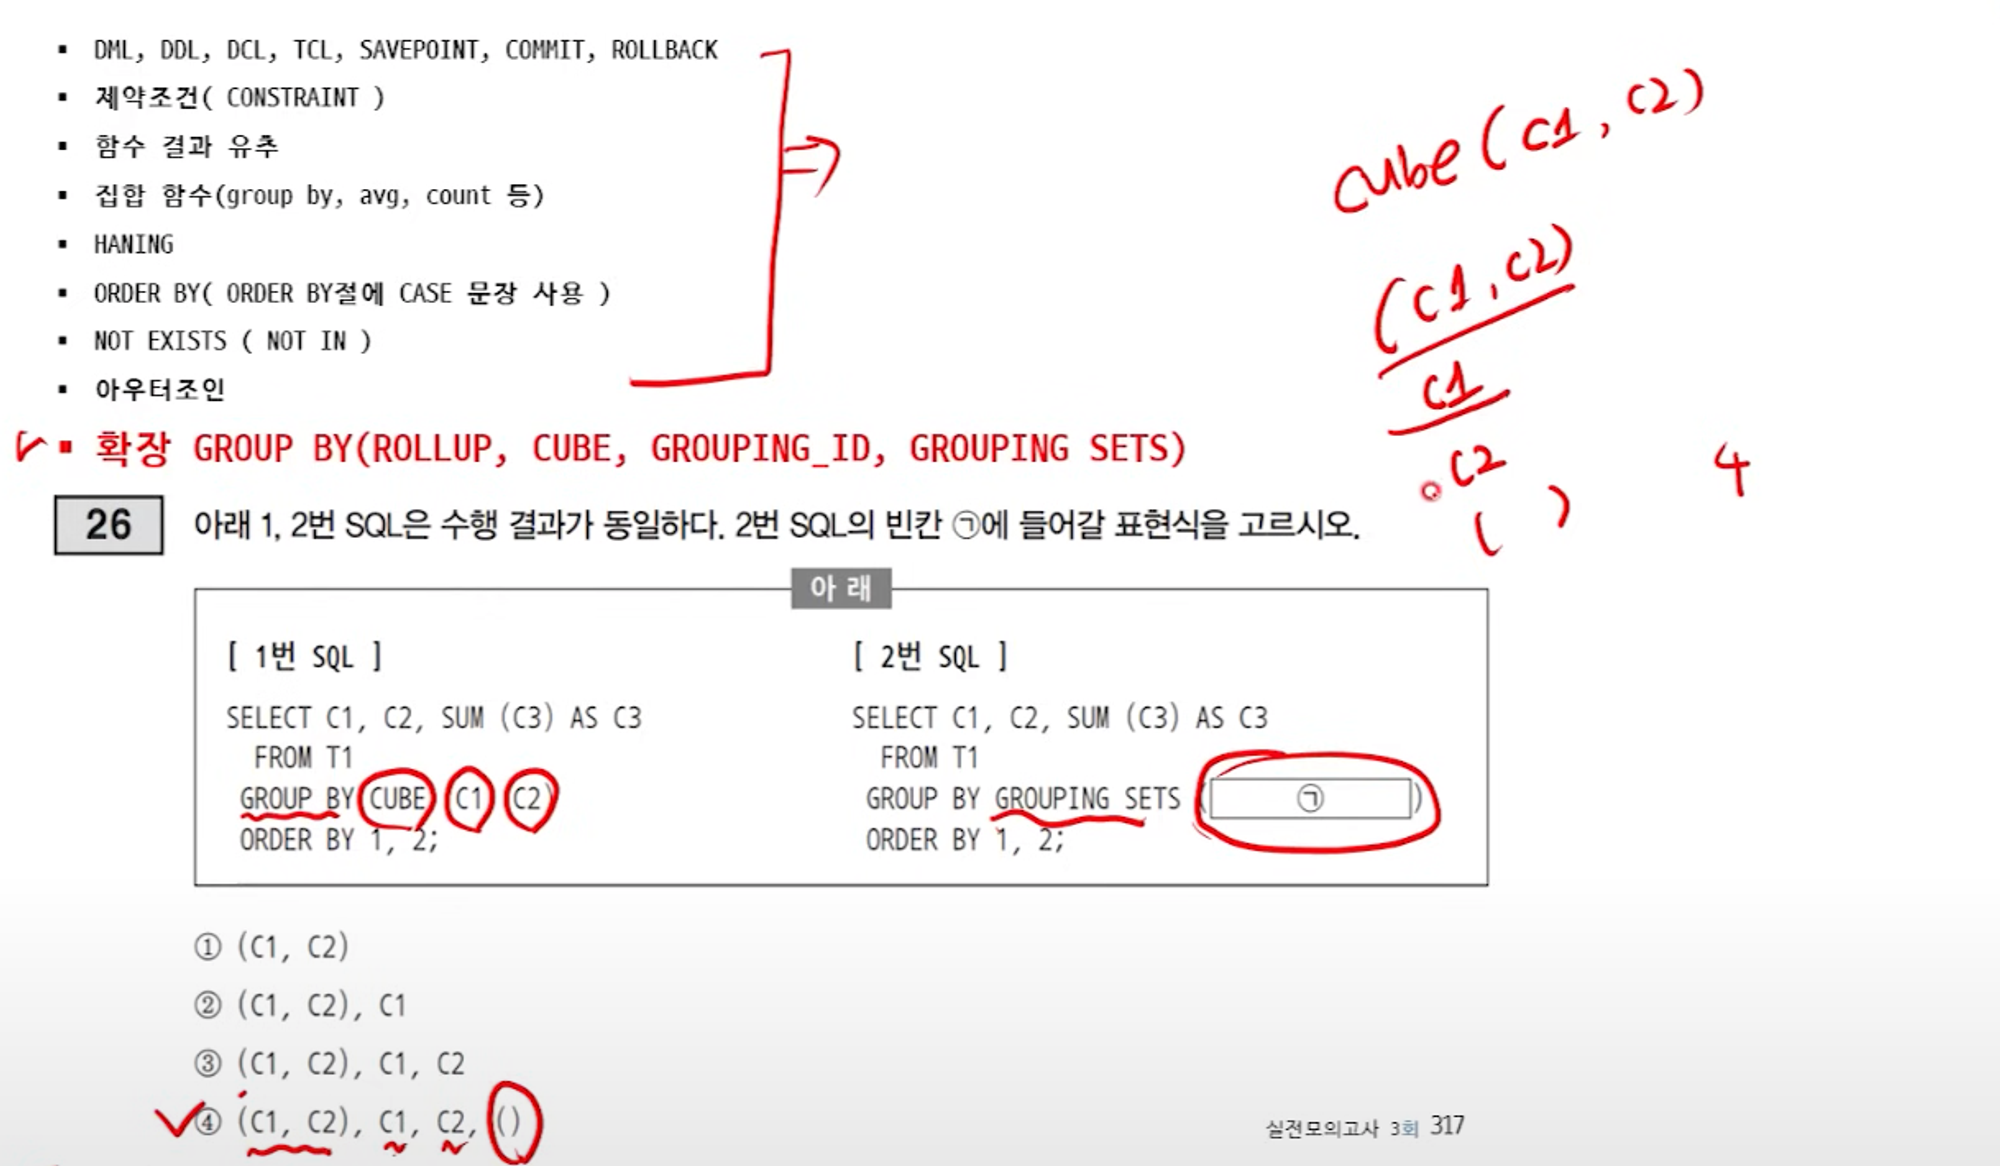 ▪ DML, DDL, DCL, TCL, SAVEPOINT, COMMIT, ROLLBACK
▪ 제약조건( CONSTRAINT )
▪ 함수 결과 유추
▪ 집합 함수(group by, avg, count 등)
▪ HANING
▪ ORDER BY( ORDER BY절에 CASE 문장 사용 )
▪ NOT EXISTS ( NOT IN )
▪ 아우터조인
▪ 확장 GROUP BY(ROLLUP, CUBE, GROUPING_ID, GROUPING SETS)
cube(C1, C2)
(C1, C2)
C1
C2
( )
4
26 아래 1, 2번 SQL은 수행 결과가 동일하다. 2번 SQL의 빈칸 ㉠에 들어갈 표현식을 고르시오.
아 래
[ 1번 SQL ]
SELECT C1, C2, SUM (C3) AS C3
FROM T1
GROUP BY CUBE (C1, C2)
ORDER BY 1, 2;
[ 2번 SQL ]
SELECT C1, C2, SUM (C3) AS C3
FROM T1
GROUP BY GROUPING SETS ( ㉠ )
ORDER BY 1, 2;
① (C1, C2)
② (C1, C2), C1
③ (C1, C2), C1, C2
④ (C1, C2), C1, C2, ()
실전모의고사 3회 317